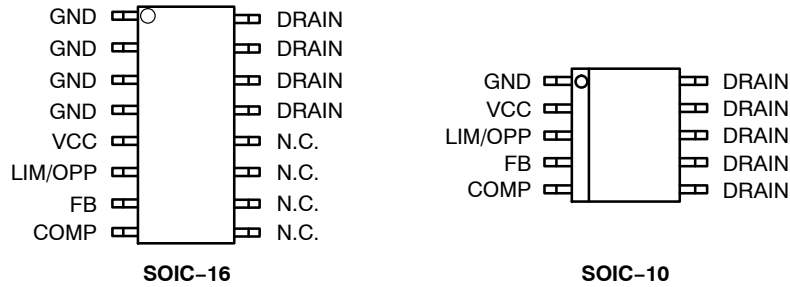 GND DRAIN
GND DRAIN
GND DRAIN
GND DRAIN
VCC N.C.
LIM/OPP N.C.
FB N.C.
COMP N.C.
SOIC−16
GND DRAIN
VCC DRAIN
LIM/OPP DRAIN
FB DRAIN
COMP DRAIN
SOIC−10